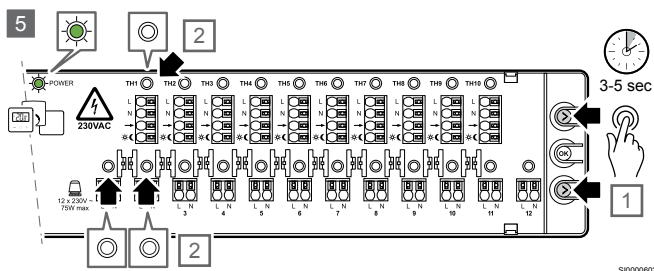 5
2
POWER
TH1 TH2 TH3 TH4 TH5 TH6 TH7 TH8 TH9 TH10
3-5 sec
L
N
230VAC
OK
12 x 230V~
75W max
L N L N L N L N L N L N L N L N L N L N
3 4 5 6 7 8 9 10 11 12
1
2